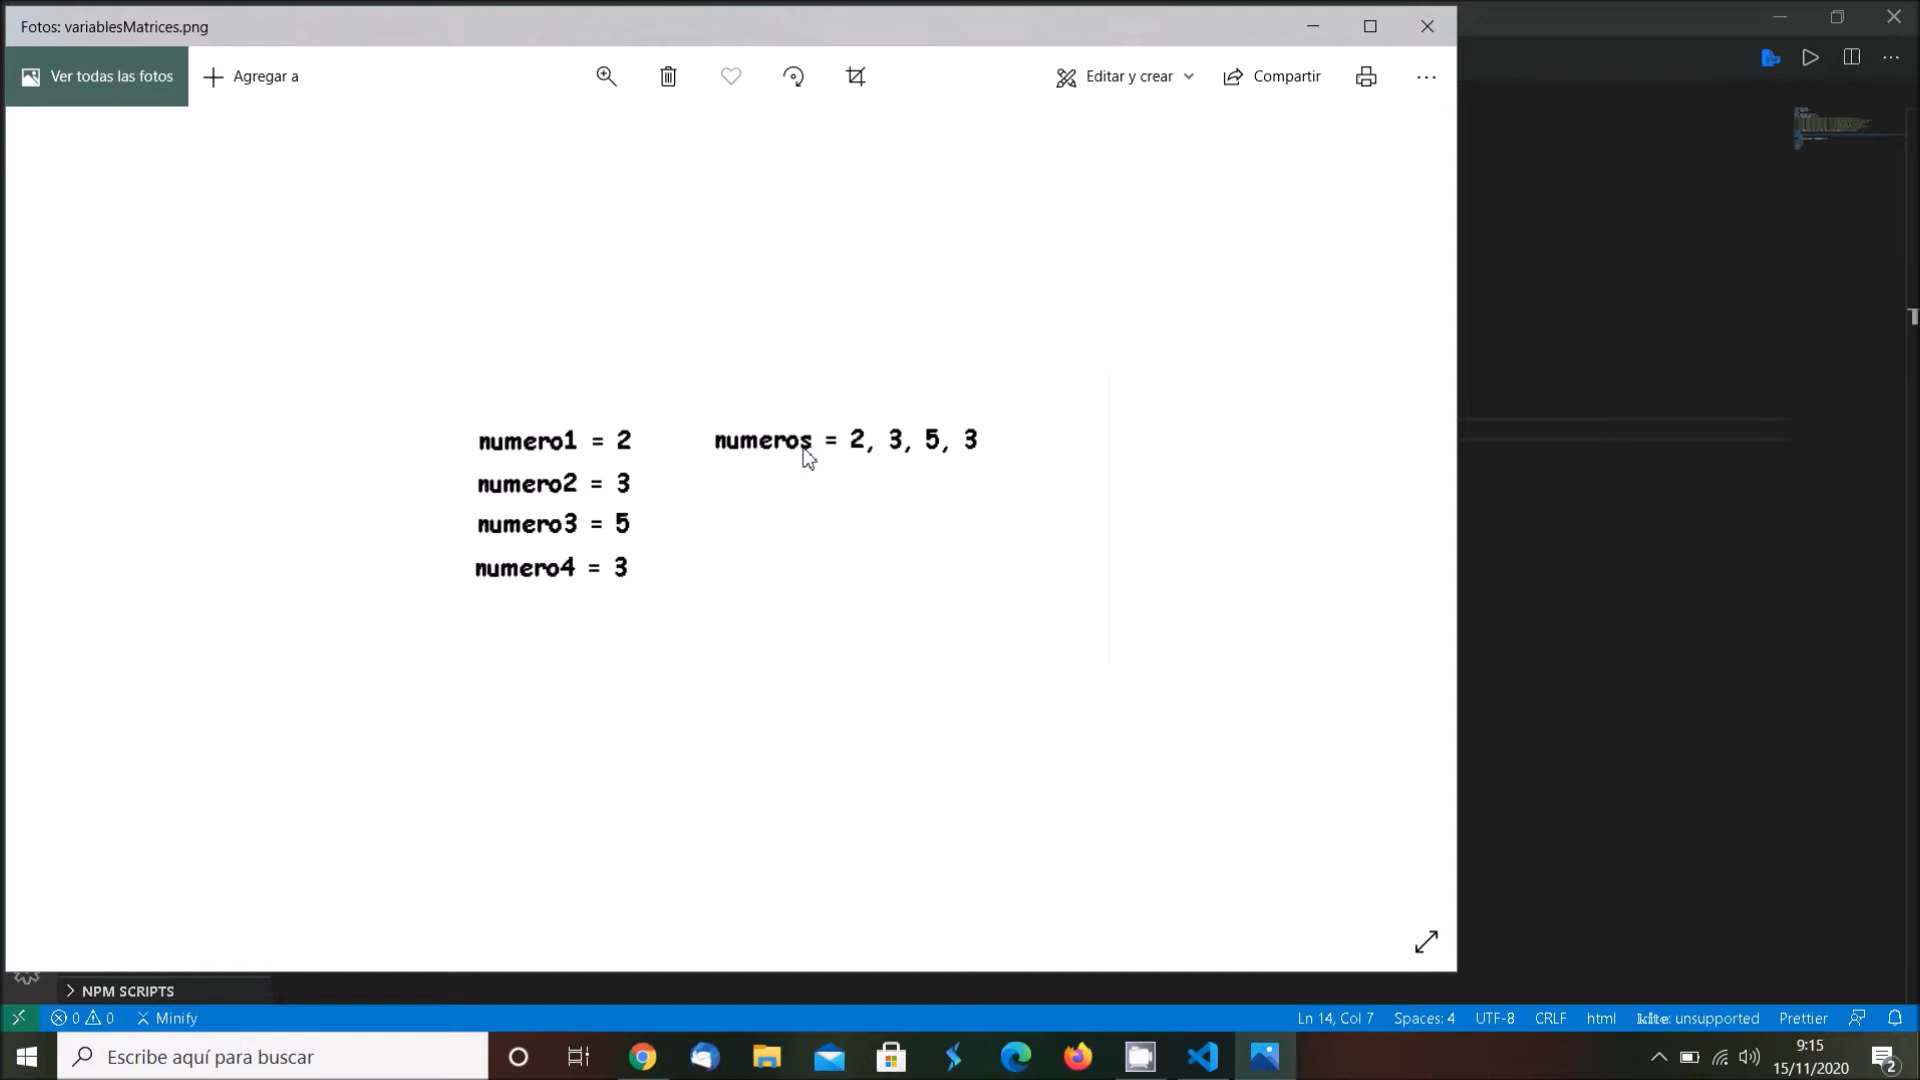 Fotos: variablesMatrices.png
Ver todas las fotos
Agregar a
Editar y crear
Compartir
numero1 = 2
numeros = 2, 3, 5, 3
numero2 = 3
numero3 = 5
numero4 = 3
NPM SCRIPTS
0
0
Minify
Ln 14, Col 7
Spaces: 4
UTF-8
CRLF
html
kite: unsupported
Prettier
Escribe aquí para buscar
9:15
15/11/2020
2